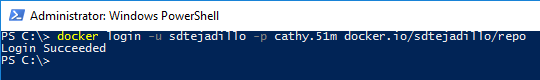 Administrator: Windows PowerShell
PS C:\> docker login -u sdtejadillo -p cathy.51m docker.io/sdtejadillo/repo
Login Succeeded
PS C:\>